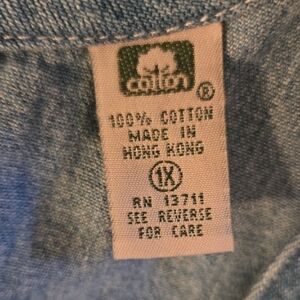 cotton ®
100% COTTON
MADE IN
HONG KONG
1X
RN 13711
SEE REVERSE
FOR CARE